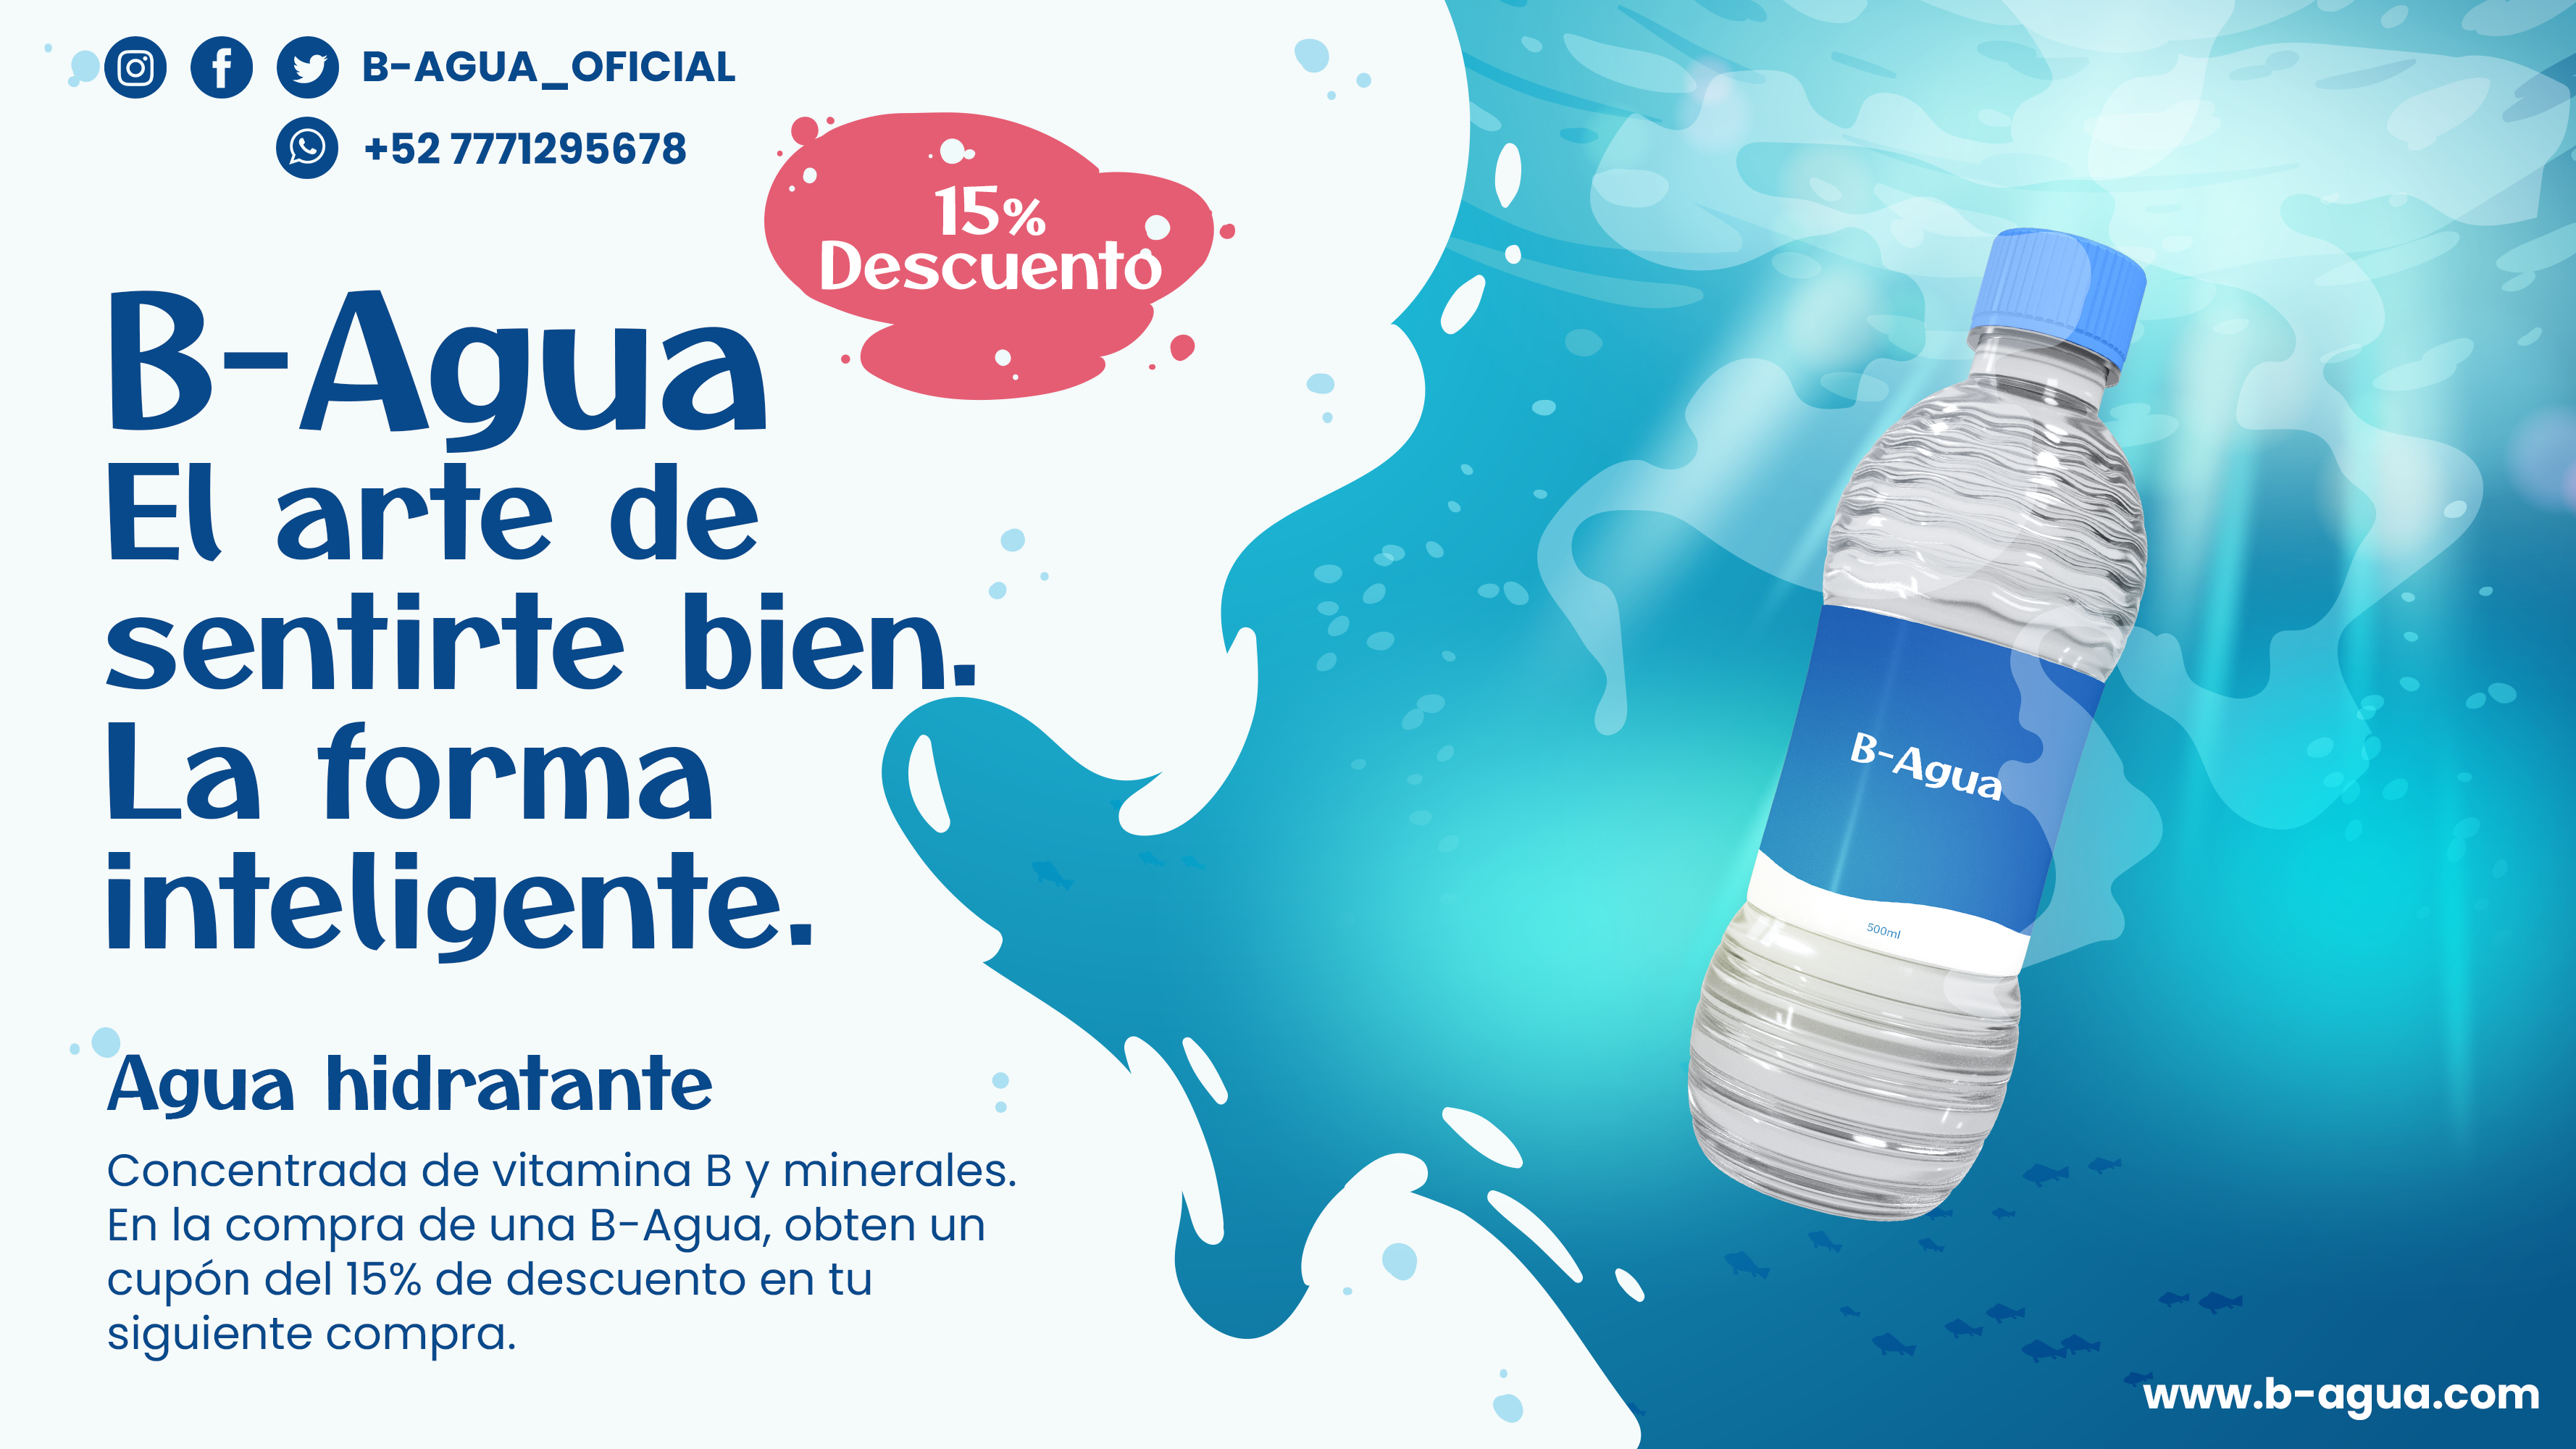 B-AGUA_OFICIAL
+52 7771295678
15%
Descuento
B-Agua
El arte de
sentirte bien.
La forma
inteligente.
Agua hidratante
Concentrada de vitamina B y minerales.
En la compra de una B-Agua, obten un
cupón del 15% de descuento en tu
siguiente compra.
B-Agua
500ml
www.b-agua.com